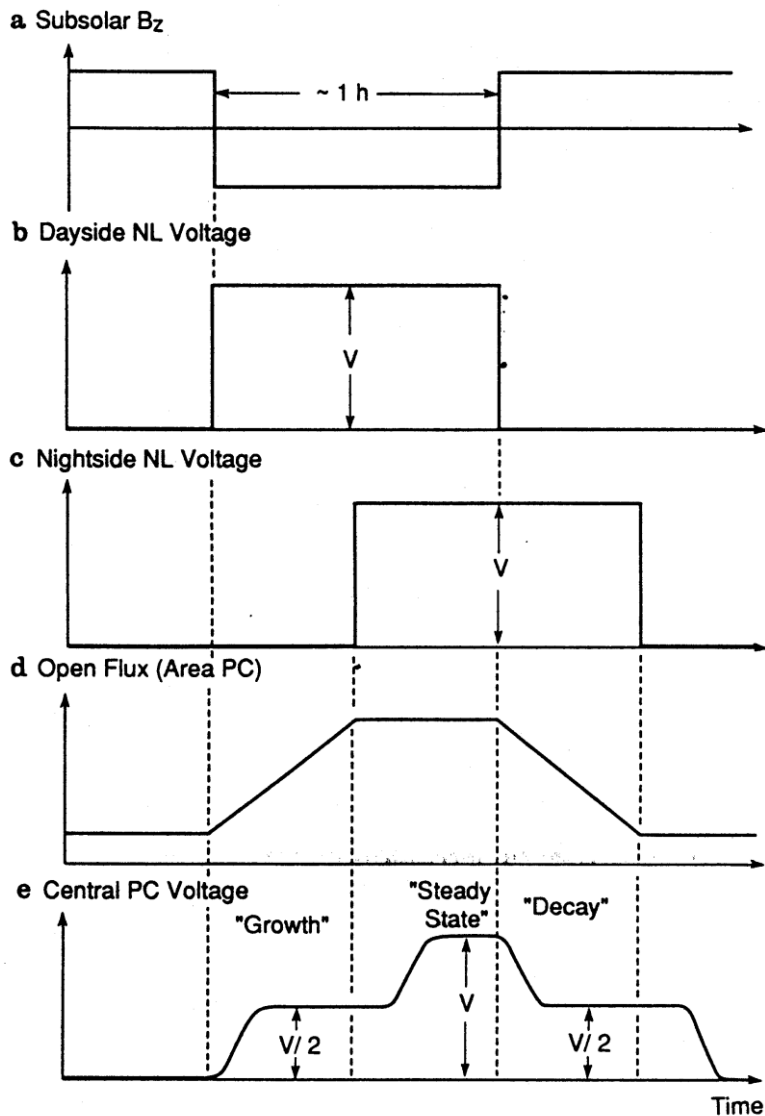 a Subsolar Bz
~ 1 h
b Dayside NL Voltage
V
c Nightside NL Voltage
V
d Open Flux (Area PC)
e Central PC Voltage
"Growth"
"Steady
State"
"Decay"
V/ 2
V
V/ 2
Time